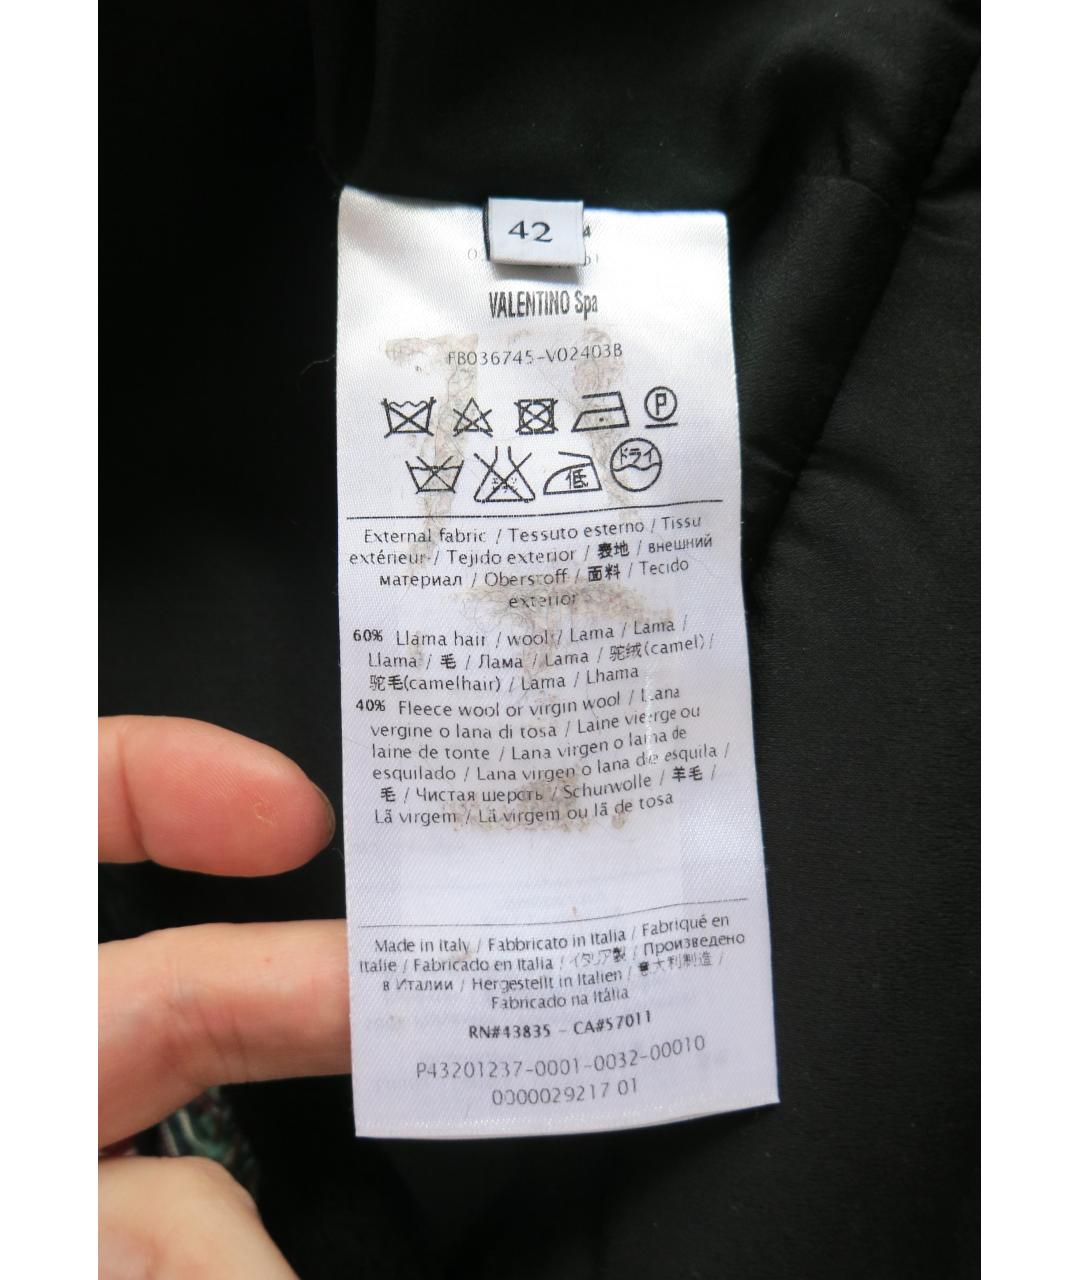 42
VALENTINO Spa
FB036745-V02403B
P
ドライ
低
External fabric / Tessuto esterno / Tissu
extérieur / Tejido exterior / 表地 / внешний
материал / Oberstoff / 面料 / Tecido
exterior
60% Llama hair / wool / Lama / Lama /
Llama / 毛 / Лама / Lama / 驼绒(camel) /
驼毛(camelhair) / Lama / Lhama
40% Fleece wool or virgin wool / Lana
vergine o lana di tosa / Laine vierge ou
laine de tonte / Lana virgen o lana de
esquilado / Lana virgen o lana de esquila /
毛 / Чистая шерсть / Schurwolle / 羊毛 /
Lã virgem / Lã virgem ou lã de tosa
Made in Italy / Fabbricato in Italia / Fabriqué en
Italie / Fabricado en Italia / イタリア製 / Произведено
в Италии / Hergestellt in Italien / 意大利制造 /
Fabricado na Itália
RN#43835 - CA#57011
P43201237-0001-0032-00010
0000029217 01